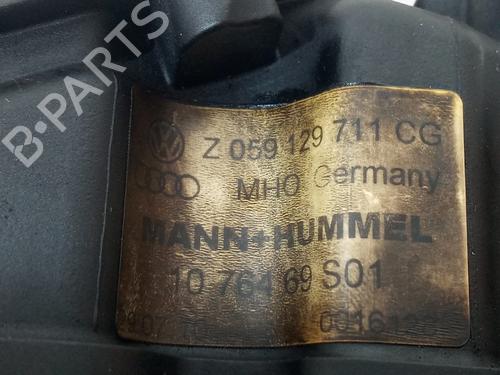 B-PARTS
Z 059 129 711 CG
MHO Germany
MANN+HUMMEL
10 764 69 S01